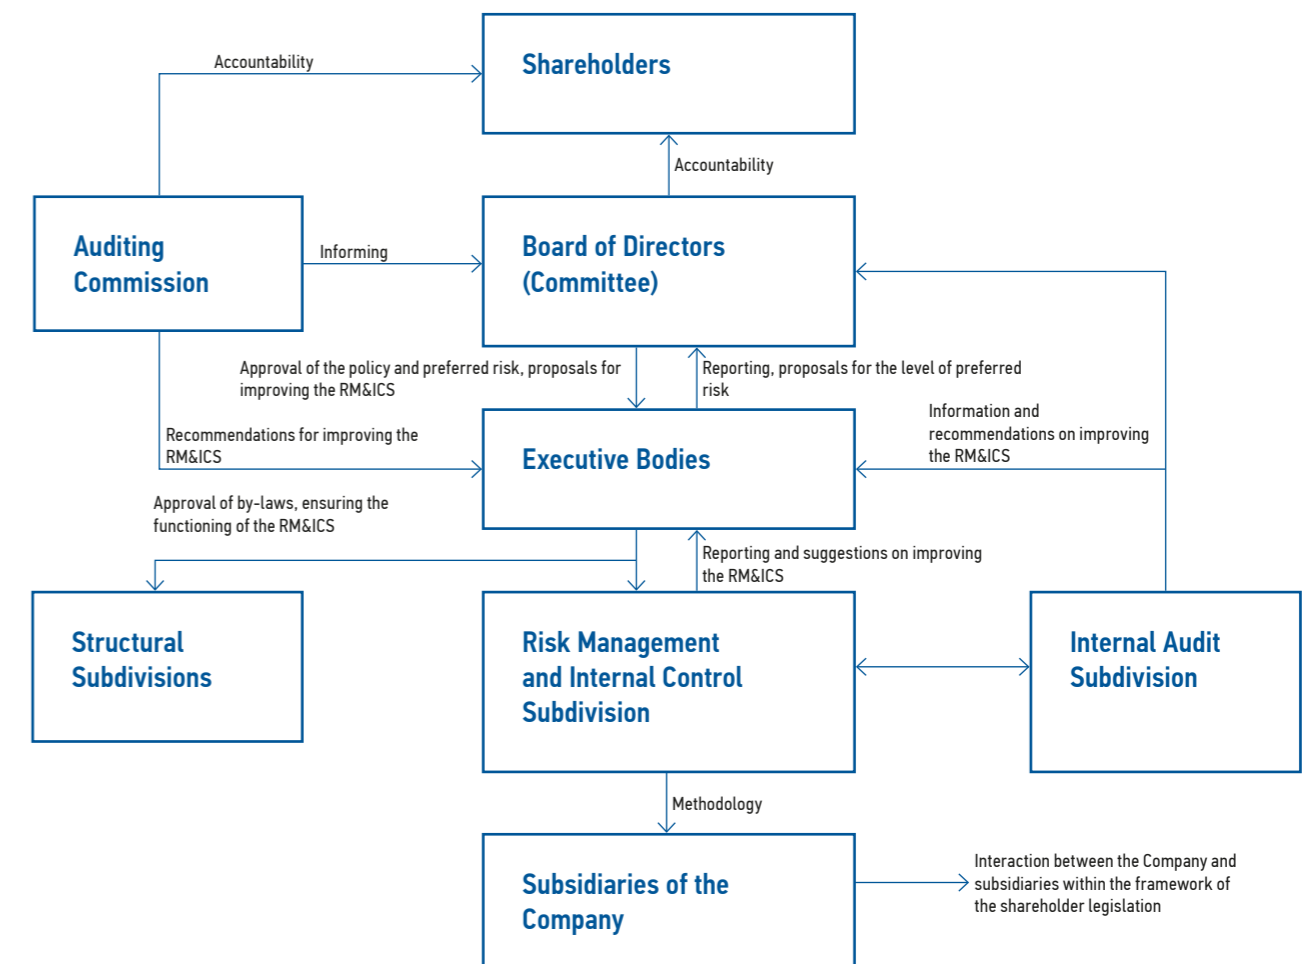 Accountability
Shareholders
Accountability
Auditing
Commission
Informing
Board of Directors
(Committee)
Approval of the policy and preferred risk, proposals for
improving the RM&ICS
Reporting, proposals for the level of preferred
risk
Information and
recommendations on improving
the RM&ICS
Recommendations for improving the
RM&ICS
Executive Bodies
Approval of by-laws, ensuring the
functioning of the RM&ICS
Reporting and suggestions on improving
the RM&ICS
Structural
Subdivisions
Risk Management
and Internal Control
Subdivision
Internal Audit
Subdivision
Methodology
Subsidiaries of the
Company
Interaction between the Company and
subsidiaries within the framework of
the shareholder legislation